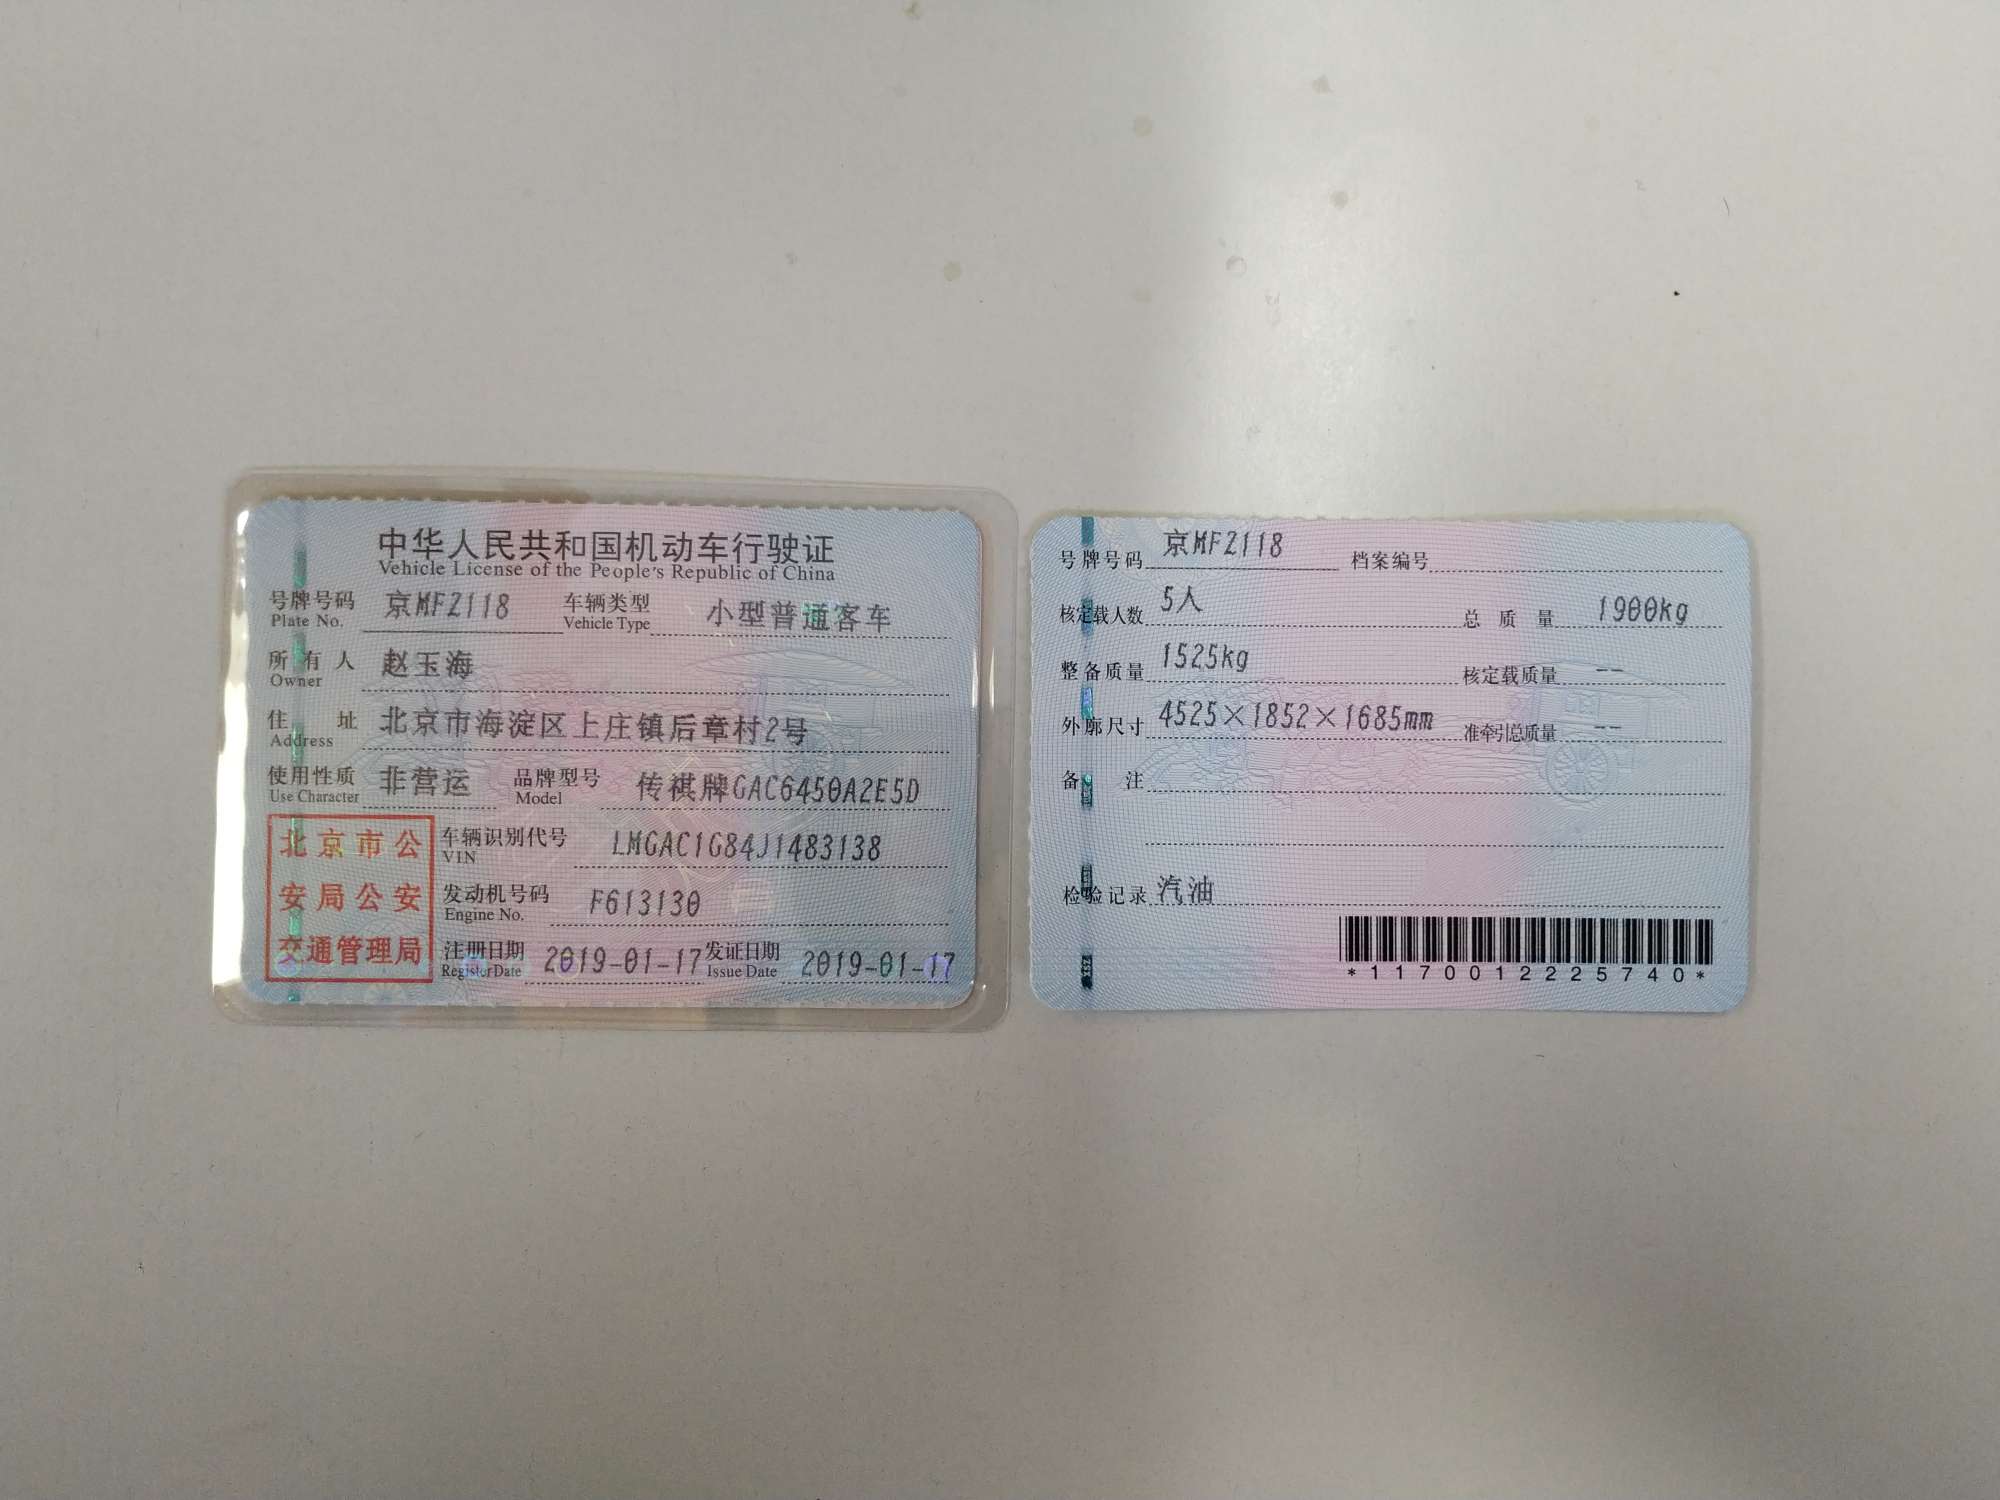 中华人民共和国机动车行驶证
Vehicle License of the People's Republic of China
号牌号码 京MFZ118 车辆类型 小型普通客车
Plate No. Vehicle Type
所有人 赵玉海
Owner
住址 北京市海淀区上庄镇后章村2号
Address
使用性质 非营运 品牌型号 传祺牌GAC6450A2E5D
Use Character Model
北京市公
安局公安
交通管理局
车辆识别代号 LMGAC1G84J1483138
VIN
发动机号码 F613130
Engine No.
注册日期 2019-01-17 发证日期 2019-01-17
Register Date Issue Date
号牌号码 京MFZ118 档案编号
核定载人数 5人 总质量 1900kg
整备质量 1525kg 核定载质量 --
外廓尺寸 4525×1852×1685mm 准牵引总质量 --
备注
检验记录 汽油
*1170012225740*